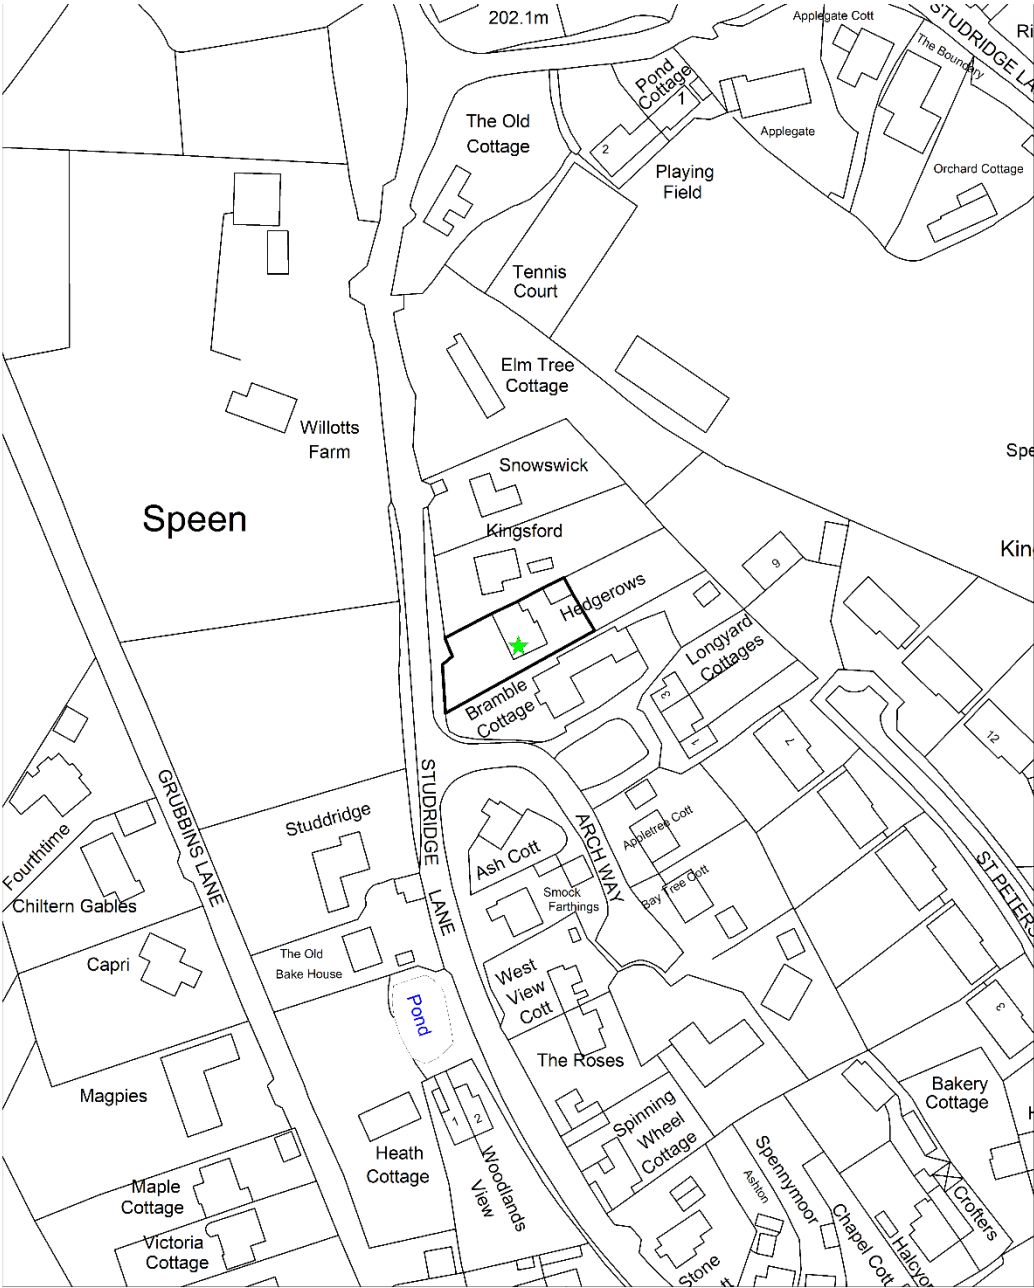 202.1m
Applegate Cott
STUDRIDGE LA
Ri
The Boundary
Pond
Cottage
1
2
The Old
Cottage
Applegate
Playing
Field
Orchard Cottage
Tennis
Court
Elm Tree
Cottage
Willotts
Farm
Snowswick
Spe
Speen
Kingsford
Kin
9
Hedgerows
Longyard
Cottages
3
1
Bramble
Cottage
7
12
STUDRIDGE LANE
GRUBBINS LANE
Studdridge
Ash Cott
ARCH WAY
Appletree Cott
Bay Tree Cott
Fourthtime
Chiltern Gables
Smock
Farthings
ST PETERS
Capri
The Old
Bake House
West
View
Cott
Pond
3
The Roses
Magpies
Bakery
Cottage
H
1
2
Spinning
Wheel
Cottage
Heath
Cottage
Woodlands
View
Spennymoor
Ashton
Maple
Cottage
Victoria
Cottage
Chapel Cott
Crofters
Halcyo
Stone